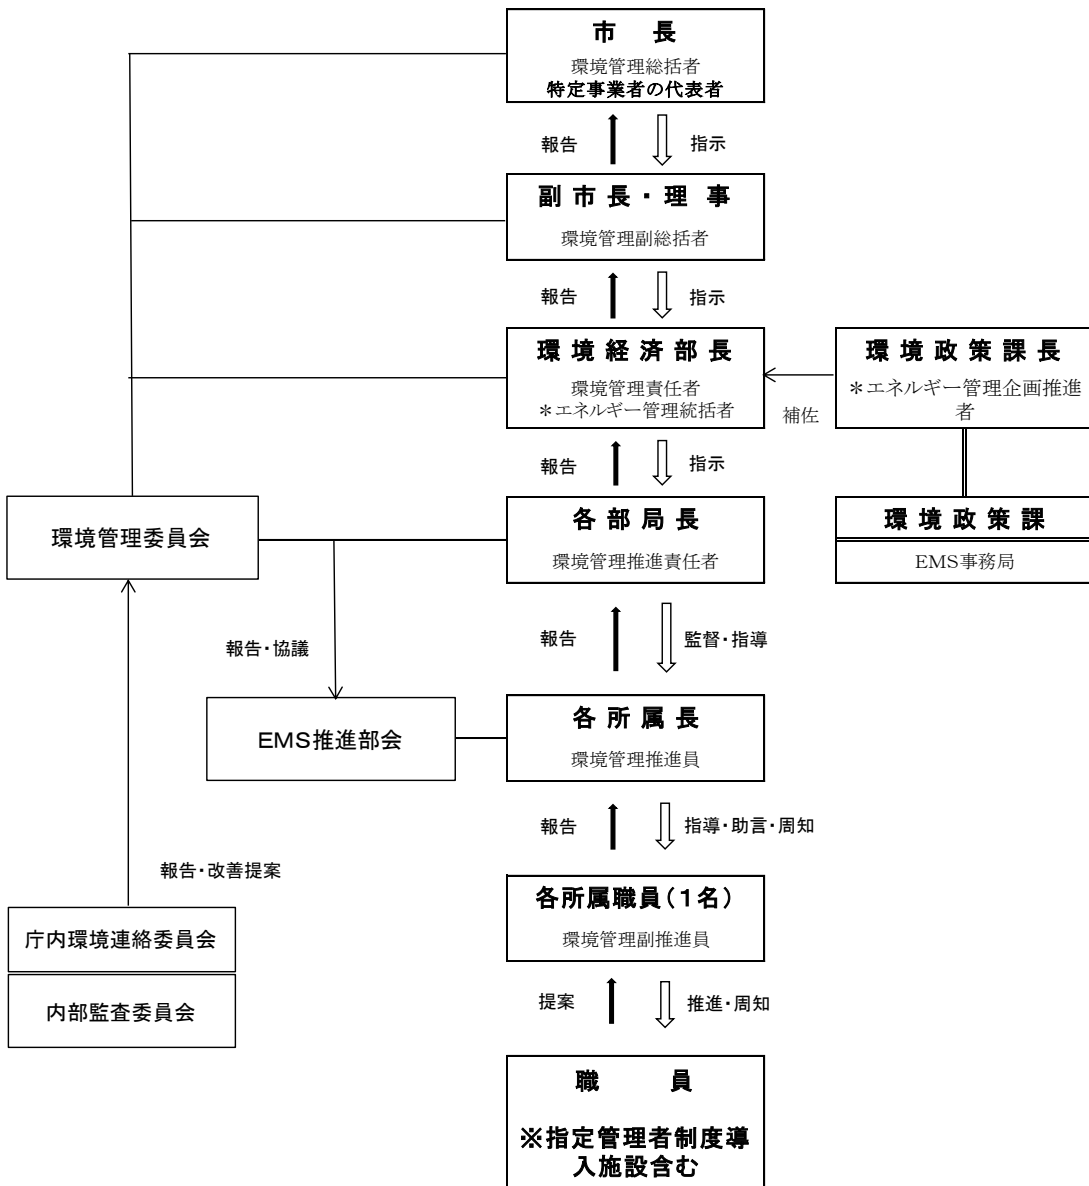 市 長
環境管理総括者
特定事業者の代表者
報告
指示
副市長・理 事
環境管理副総括者
報告
指示
環境経済部長
環境管理責任者
＊エネルギー管理統括者
補佐
環境政策課長
＊エネルギー管理企画推進
者
報告
指示
環境管理委員会
各部局長
環境管理推進責任者
環境政策課
EMS事務局
報告・協議
報告
監督・指導
EMS推進部会
各所属長
環境管理推進員
報告
指導・助言・周知
報告・改善提案
各所属職員(１名)
環境管理副推進員
庁内環境連絡委員会
内部監査委員会
提案
推進・周知
職 員
※指定管理者制度導
入施設含む